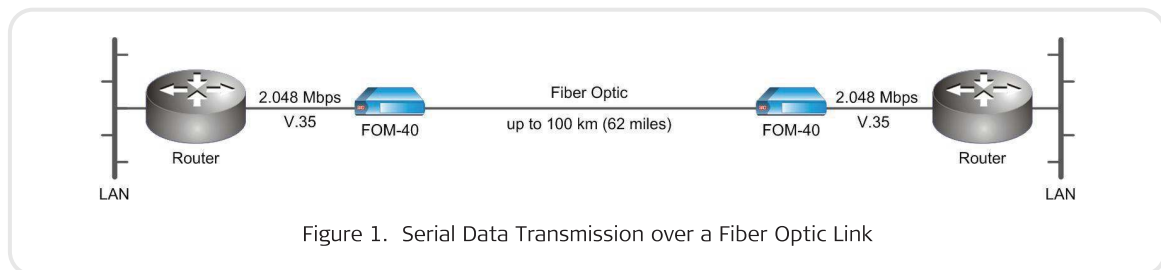 2.048 Mbps
V.35
FOM-40
Fiber Optic
up to 100 km (62 miles)
FOM-40
2.048 Mbps
V.35
Router
Router
LAN
LAN
Figure 1. Serial Data Transmission over a Fiber Optic Link